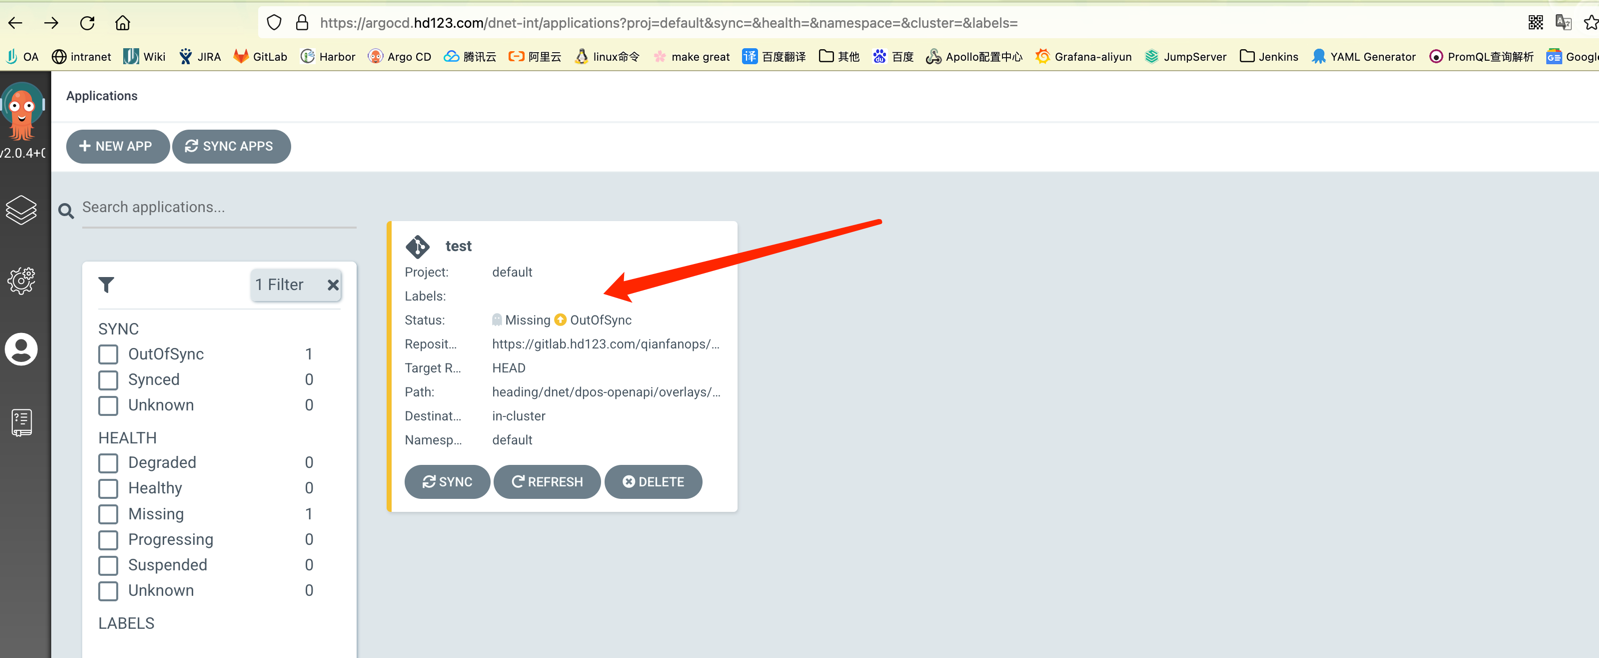 https://argocd.hd123.com/dnet-int/applications?proj=default&sync=&health=&namespace=&cluster=&labels=
OA intranet Wiki JIRA GitLab Harbor Argo CD 腾讯云 阿里云 linux命令 make great 译 百度翻译 其他 百度 Apollo配置中心 Grafana-aliyun JumpServer Jenkins YAML Generator PromQL查询解析 Google
Applications
NEW APP SYNC APPS
v2.0.4+0
Search applications...
1 Filter
SYNC
OutOfSync 1
Synced 0
Unknown 0
HEALTH
Degraded 0
Healthy 0
Missing 1
Progressing 0
Suspended 0
Unknown 0
LABELS
test
Project: default
Labels:
Status: Missing OutOfSync
Reposit... https://gitlab.hd123.com/qianfanops/...
Target R... HEAD
Path: heading/dnet/dpos-openapi/overlays/...
Destinat... in-cluster
Namesp... default
SYNC REFRESH DELETE